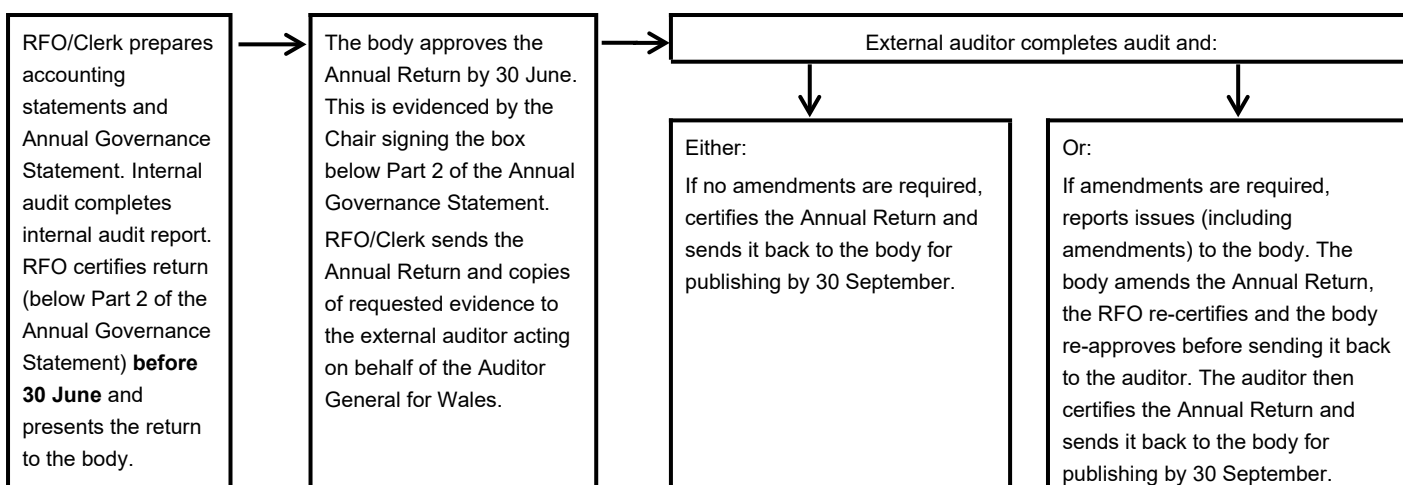 RFO/Clerk prepares
accounting
statements and
Annual Governance
Statement. Internal
audit completes
internal audit report.
RFO certifies return
(below Part 2 of the
Annual Governance
Statement) before
30 June and
presents the return
to the body.
The body approves the
Annual Return by 30 June.
This is evidenced by the
Chair signing the box
below Part 2 of the Annual
Governance Statement.
RFO/Clerk sends the
Annual Return and copies
of requested evidence to
the external auditor acting
on behalf of the Auditor
General for Wales.
External auditor completes audit and:
Either:
If no amendments are required,
certifies the Annual Return and
sends it back to the body for
publishing by 30 September.
Or:
If amendments are required,
reports issues (including
amendments) to the body. The
body amends the Annual Return,
the RFO re-certifies and the body
re-approves before sending it back
to the auditor. The auditor then
certifies the Annual Return and
sends it back to the body for
publishing by 30 September.